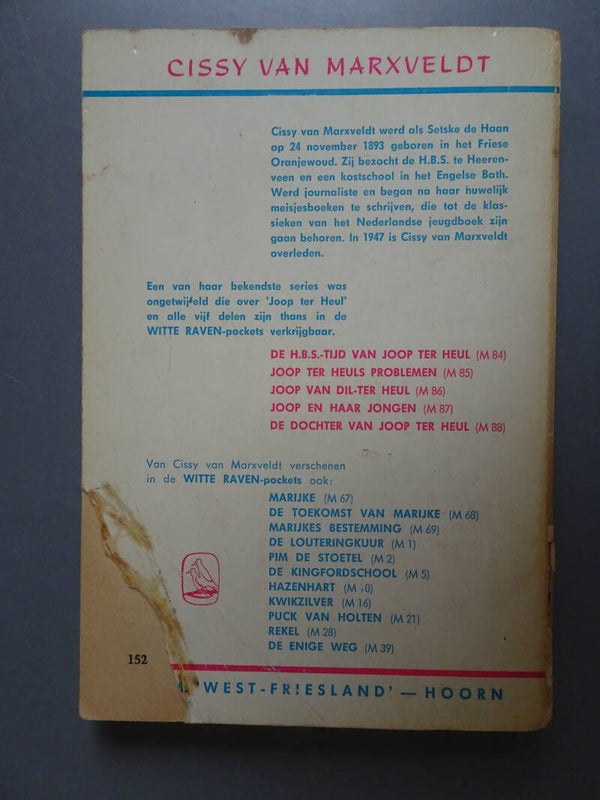 CISSY VAN MARXVELDT
Cissy van Marxveldt werd als Setske de Haan
op 24 november 1893 geboren in het Friese
Oranjewoud. Zij bezocht de H.B.S. te Heeren-
veen en een kostschool in het Engelse Bath.
Werd journaliste en begon na haar huwelijk
meisjesboeken te schrijven, die tot de klas-
sieken van het Nederlandse jeugdboek zijn
gaan behoren. In 1947 is Cissy van Marxveldt
overleden.
Een van haar bekendste series was
ongetwijfeld die over 'Joop ter Heul'
en alle vijf delen zijn thans in de
WITTE RAVEN-pockets verkrijgbaar.
DE H.B.S.-TIJD VAN JOOP TER HEUL (M 84)
JOOP TER HEULS PROBLEMEN (M 85)
JOOP VAN DIL-TER HEUL (M 86)
JOOP EN HAAR JONGEN (M 87)
DE DOCHTER VAN JOOP TER HEUL (M 88)
Van Cissy van Marxveldt verschenen
in de WITTE RAVEN-pockets ook:
MARIJKE (M 67)
DE TOEKOMST VAN MARIJKE (M 68)
MARIJKES BESTEMMING (M 69)
DE LOUTERINGKUUR (M 1)
PIM DE STOETEL (M 2)
DE KINGFORDSCHOOL (M 5)
HAZENHART (M 0)
KWIKZILVER (M 16)
PUCK VAN HOLTEN (M 21)
REKEL (M 28)
DE ENIGE WEG (M 39)
152
'WEST-FRIESLAND' — HOORN